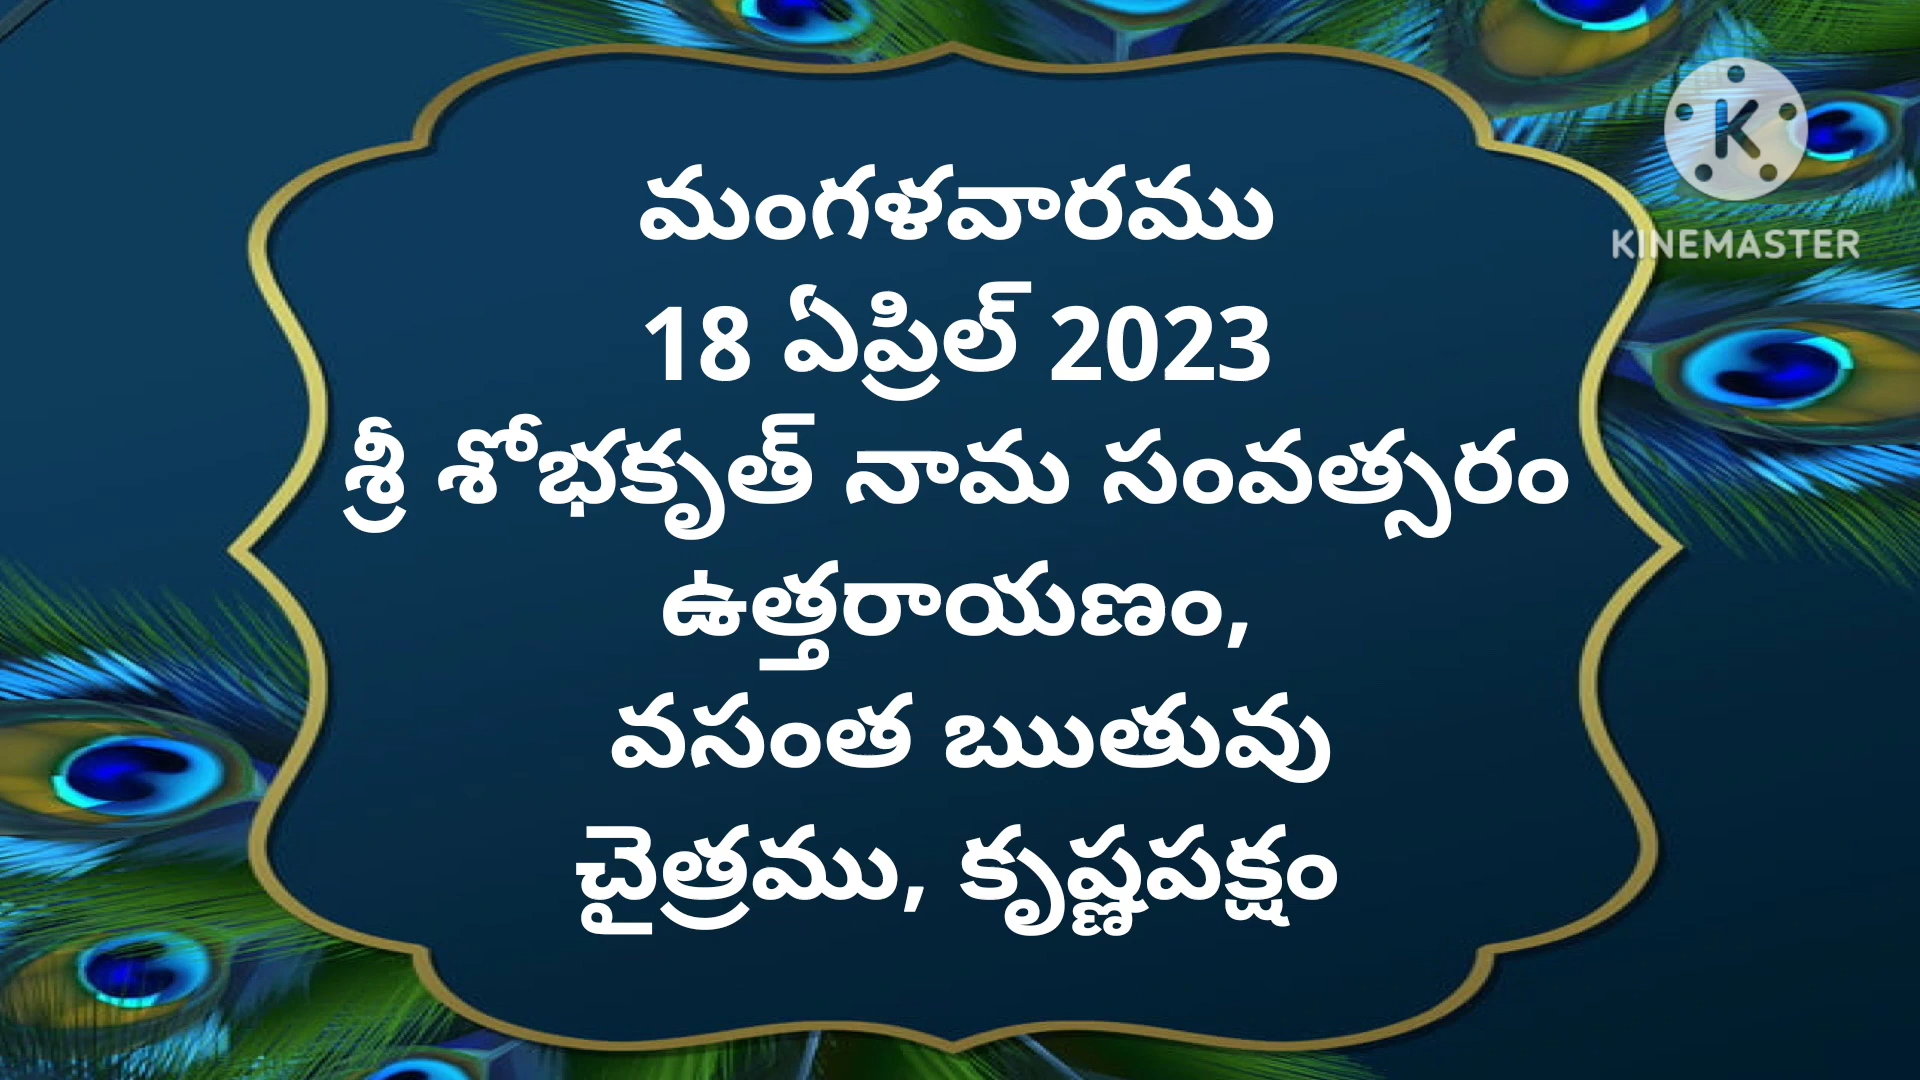 మంగళవారము
18 ఏప్రిల్ 2023
శ్రీ శోభకృత్ నామ సంవత్సరం
ఉత్తరాయణం,
వసంత ఋతువు
చైత్రము, కృష్ణపక్షం
K
KINEMASTER